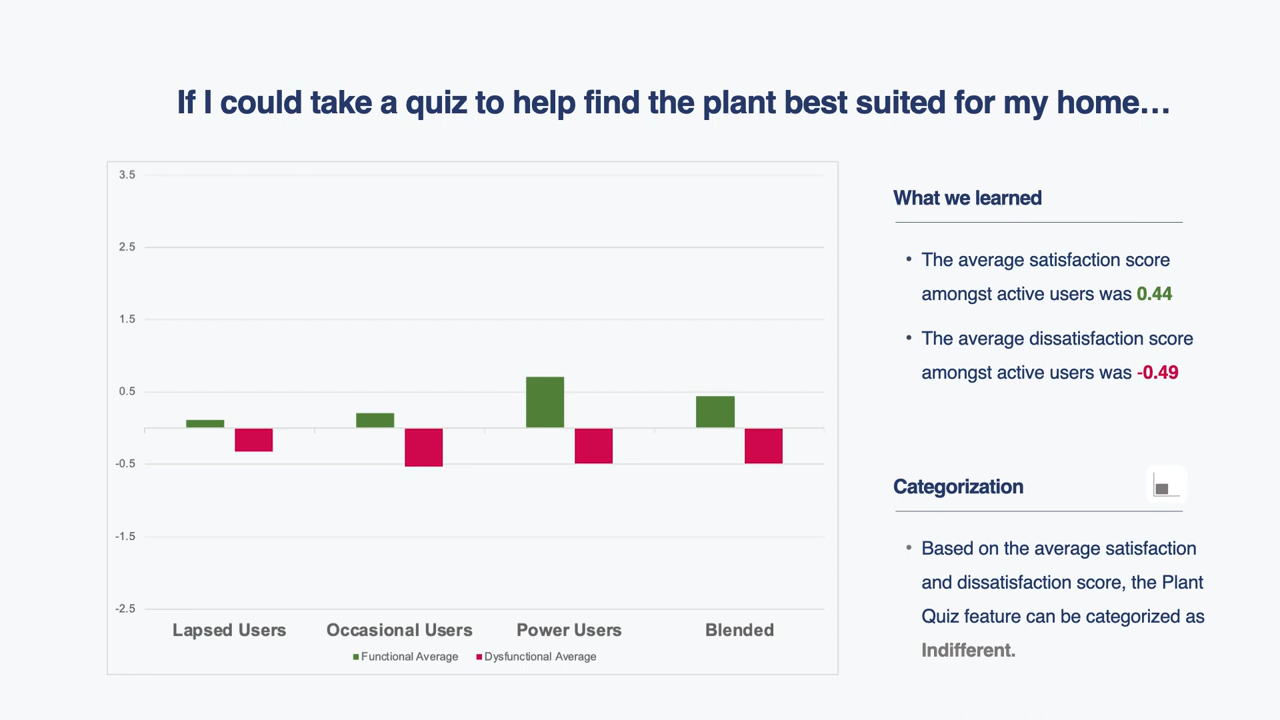 If I could take a quiz to help find the plant best suited for my home…
3.5
2.5
1.5
0.5
-0.5
-1.5
-2.5
Lapsed Users
Occasional Users
Power Users
Blended
Functional Average
Dysfunctional Average
What we learned
• The average satisfaction score
amongst active users was 0.44
• The average dissatisfaction score
amongst active users was -0.49
Categorization
• Based on the average satisfaction
and dissatisfaction score, the Plant
Quiz feature can be categorized as
Indifferent.